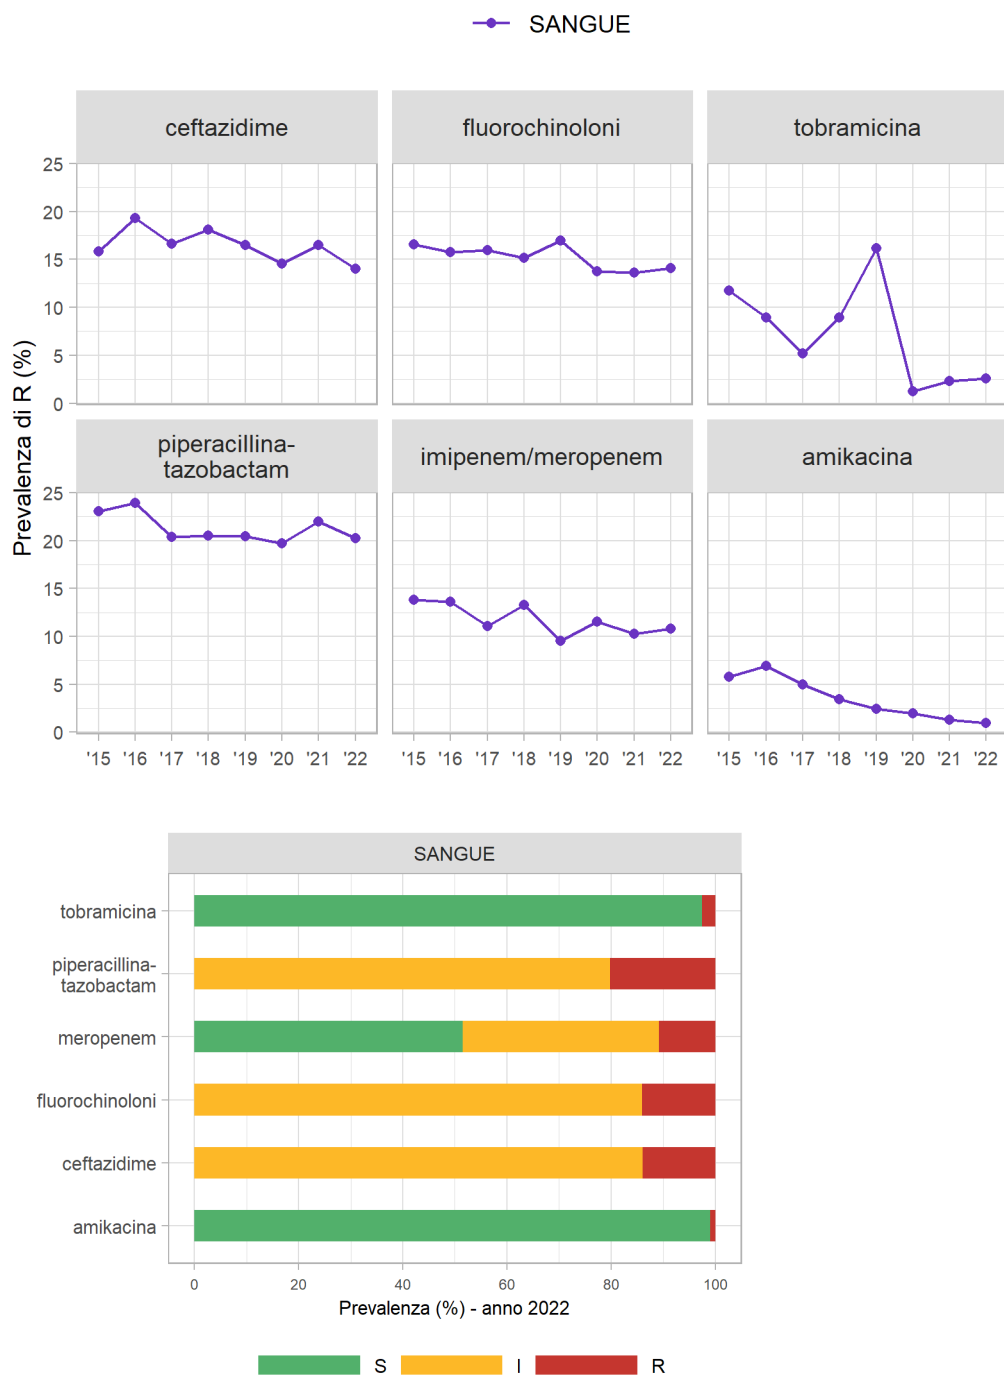 SANGUE
ceftazidime
fluorochinoloni
tobramicina
25
20
15
10
5
0
Prevalenza di R (%)
piperacillina-
tazobactam
imipenem/meropenem
amikacina
25
20
15
10
5
0
'15 '16 '17 '18 '19 '20 '21 '22
'15 '16 '17 '18 '19 '20 '21 '22
'15 '16 '17 '18 '19 '20 '21 '22
SANGUE
tobramicina
piperacillina-
tazobactam
meropenem
fluorochinoloni
ceftazidime
amikacina
0 20 40 60 80 100
Prevalenza (%) - anno 2022
S I R